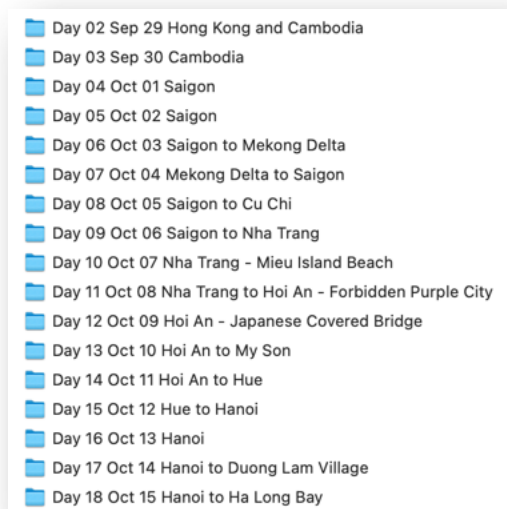 Day 02 Sep 29 Hong Kong and Cambodia
Day 03 Sep 30 Cambodia
Day 04 Oct 01 Saigon
Day 05 Oct 02 Saigon
Day 06 Oct 03 Saigon to Mekong Delta
Day 07 Oct 04 Mekong Delta to Saigon
Day 08 Oct 05 Saigon to Cu Chi
Day 09 Oct 06 Saigon to Nha Trang
Day 10 Oct 07 Nha Trang - Mieu Island Beach
Day 11 Oct 08 Nha Trang to Hoi An - Forbidden Purple City
Day 12 Oct 09 Hoi An - Japanese Covered Bridge
Day 13 Oct 10 Hoi An to My Son
Day 14 Oct 11 Hoi An to Hue
Day 15 Oct 12 Hue to Hanoi
Day 16 Oct 13 Hanoi
Day 17 Oct 14 Hanoi to Duong Lam Village
Day 18 Oct 15 Hanoi to Ha Long Bay